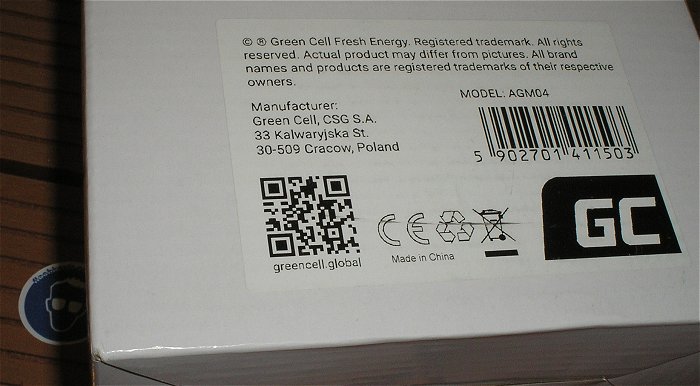 © ® Green Cell Fresh Energy. Registered trademark. All rights
reserved. Actual product may differ from pictures. All brand
names and products are registered trademarks of their respective
owners.
MODEL: AGM04
Manufacturer:
Green Cell, CSG S.A.
33 Kalwaryjska St.
30-509 Cracow, Poland
5 902701 411503
greencell.global
CE
Made in China
GC